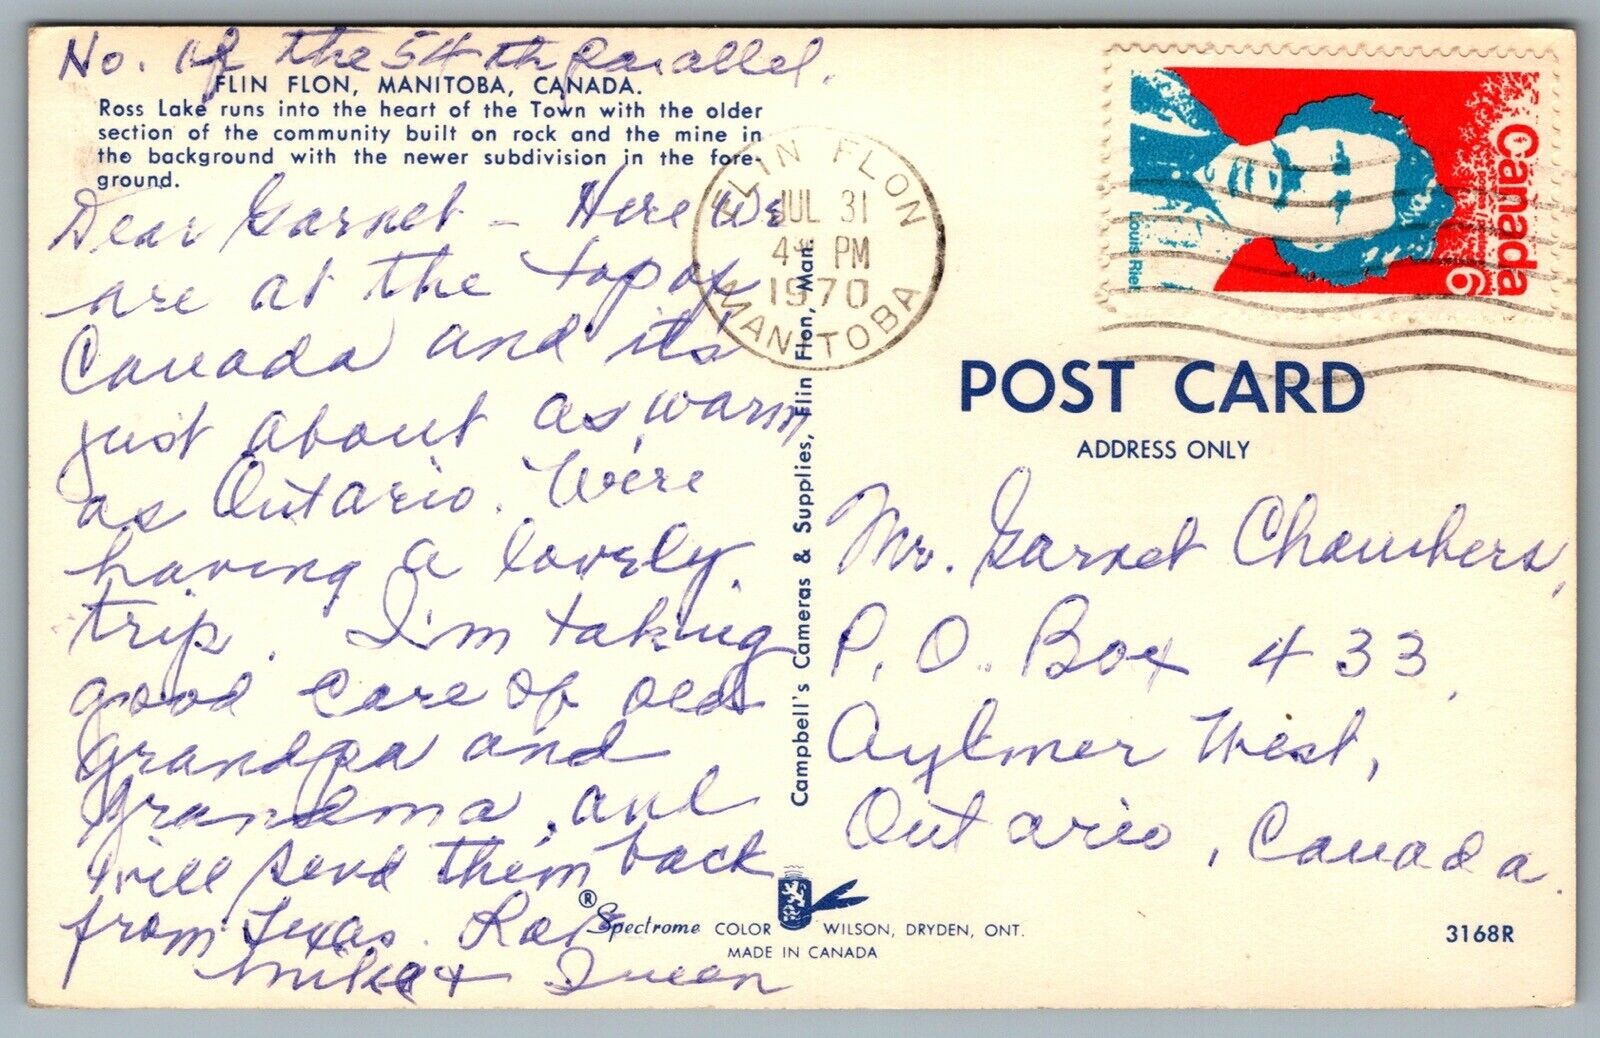 No. of the 54th parallel.
FLIN FLON, MANITOBA, CANADA.
Ross Lake runs into the heart of the Town with the older
section of the community built on rock and the mine in
the background with the newer subdivision in the fore-
ground.
Dear Garnet - Here We
are at the top of
Canada and its'
just about as warm
as Ontario. We're
having a lovely
trip. I'm taking
good care of old
Grandpa and
Grandma and
will send them back
from Texas.
Mike &
FLIN FLON
JUL 31
4 PM
1970
MANITOBA
Canada
6
Louis Riel
POST CARD
ADDRESS ONLY
Mr. Garnet Chambers,
P.O. Box 433,
Aylmer West,
Ontario, Canada.
Campbell's Cameras & Supplies, Flin Flon, Man.
® Spectrome COLOR WILSON, DRYDEN, ONT.
MADE IN CANADA
3168R